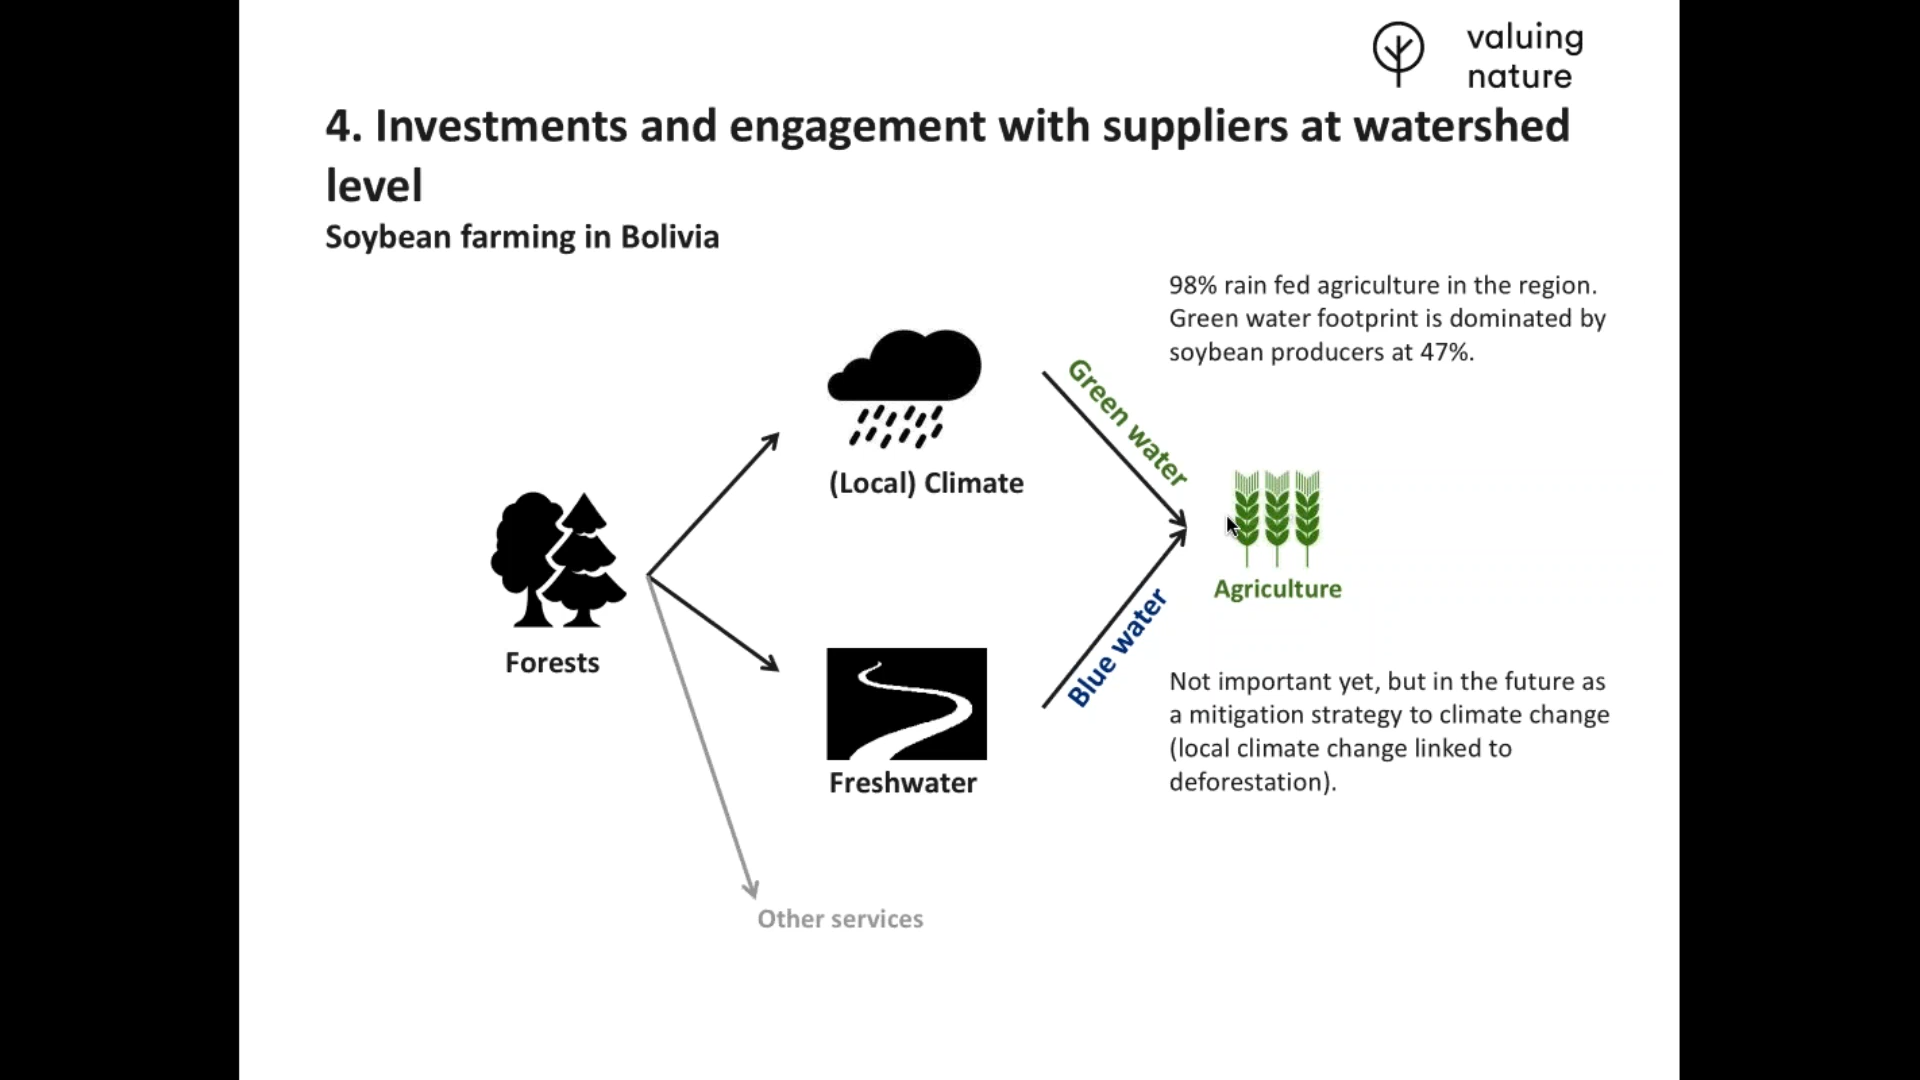 valuing
nature
4. Investments and engagement with suppliers at watershed
level
Soybean farming in Bolivia
98% rain fed agriculture in the region.
Green water footprint is dominated by
soybean producers at 47%.
Green water
(Local) Climate
Agriculture
Forests
Blue water
Not important yet, but in the future as
a mitigation strategy to climate change
(local climate change linked to
deforestation).
Freshwater
Other services